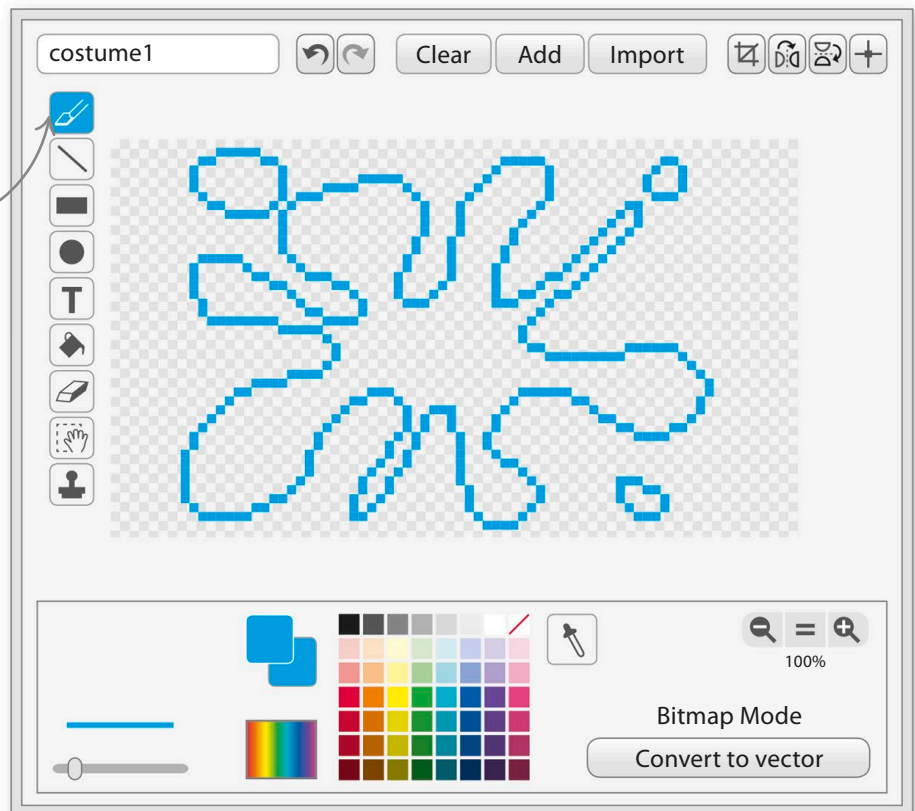 costume1
Clear
Add
Import
T
100%
Bitmap Mode
Convert to vector